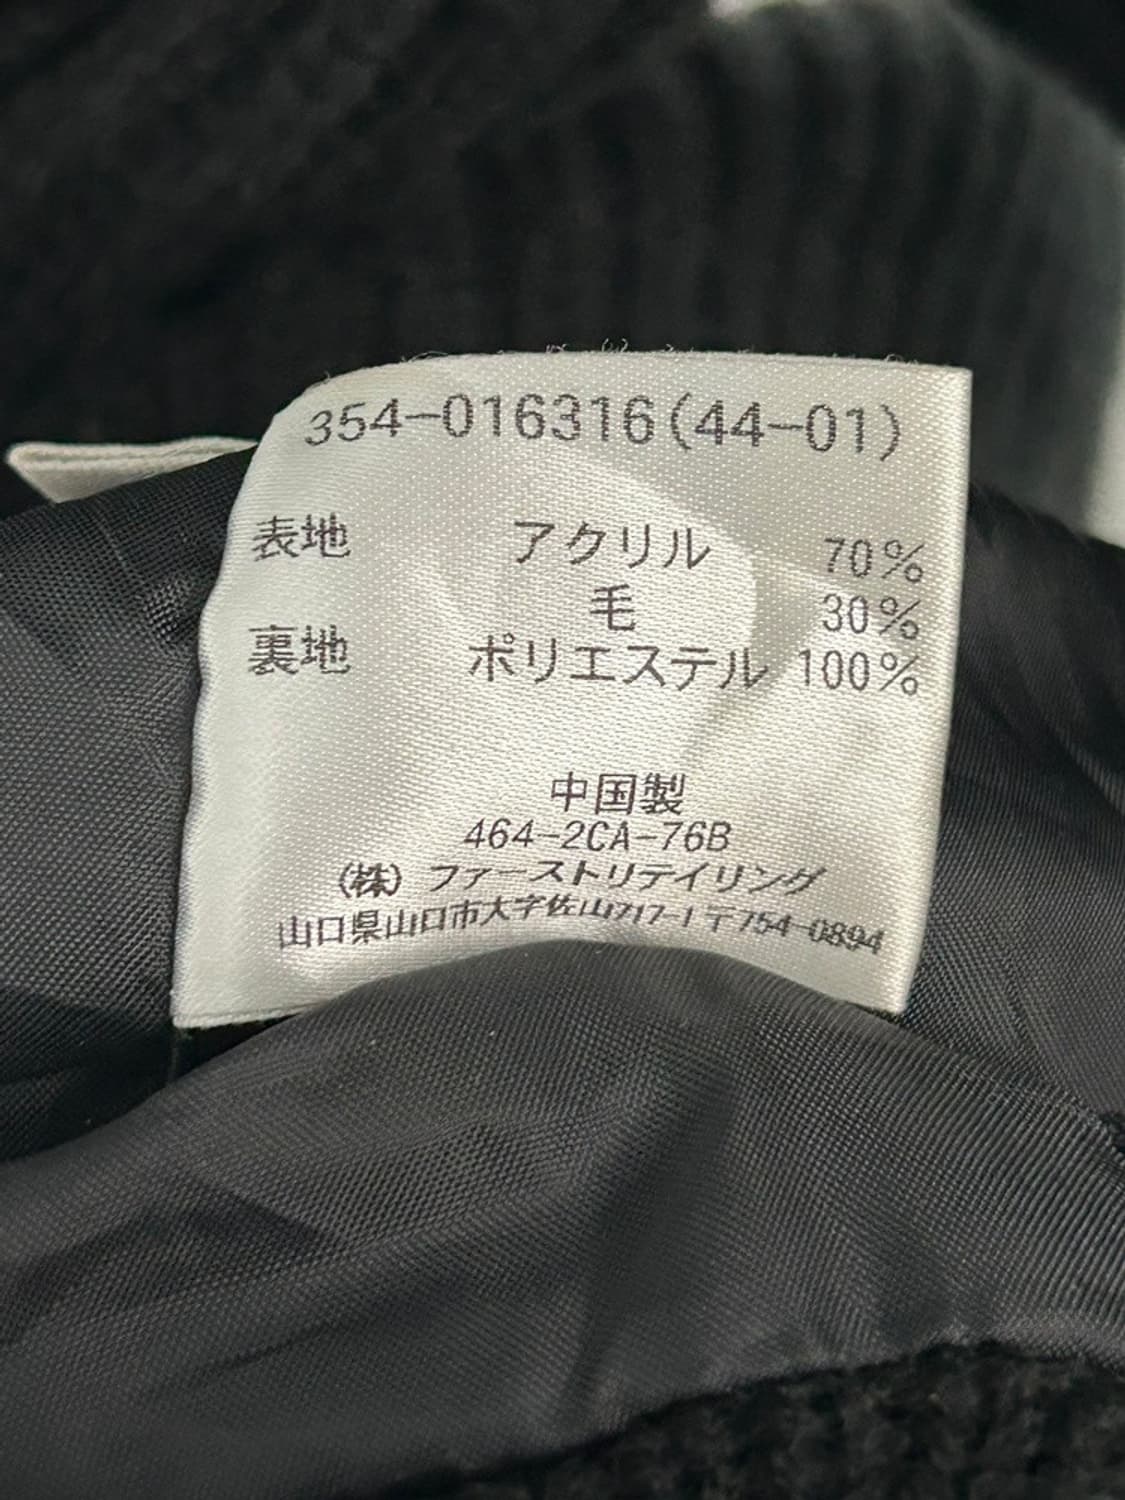 354-016316(44-01)
表地 アクリル 70%
毛 30%
裏地 ポリエステル 100%
中国製
464-2CA-76B
(株)ファーストリテイリング
山口県山口市大字佐山717-1〒754-0894